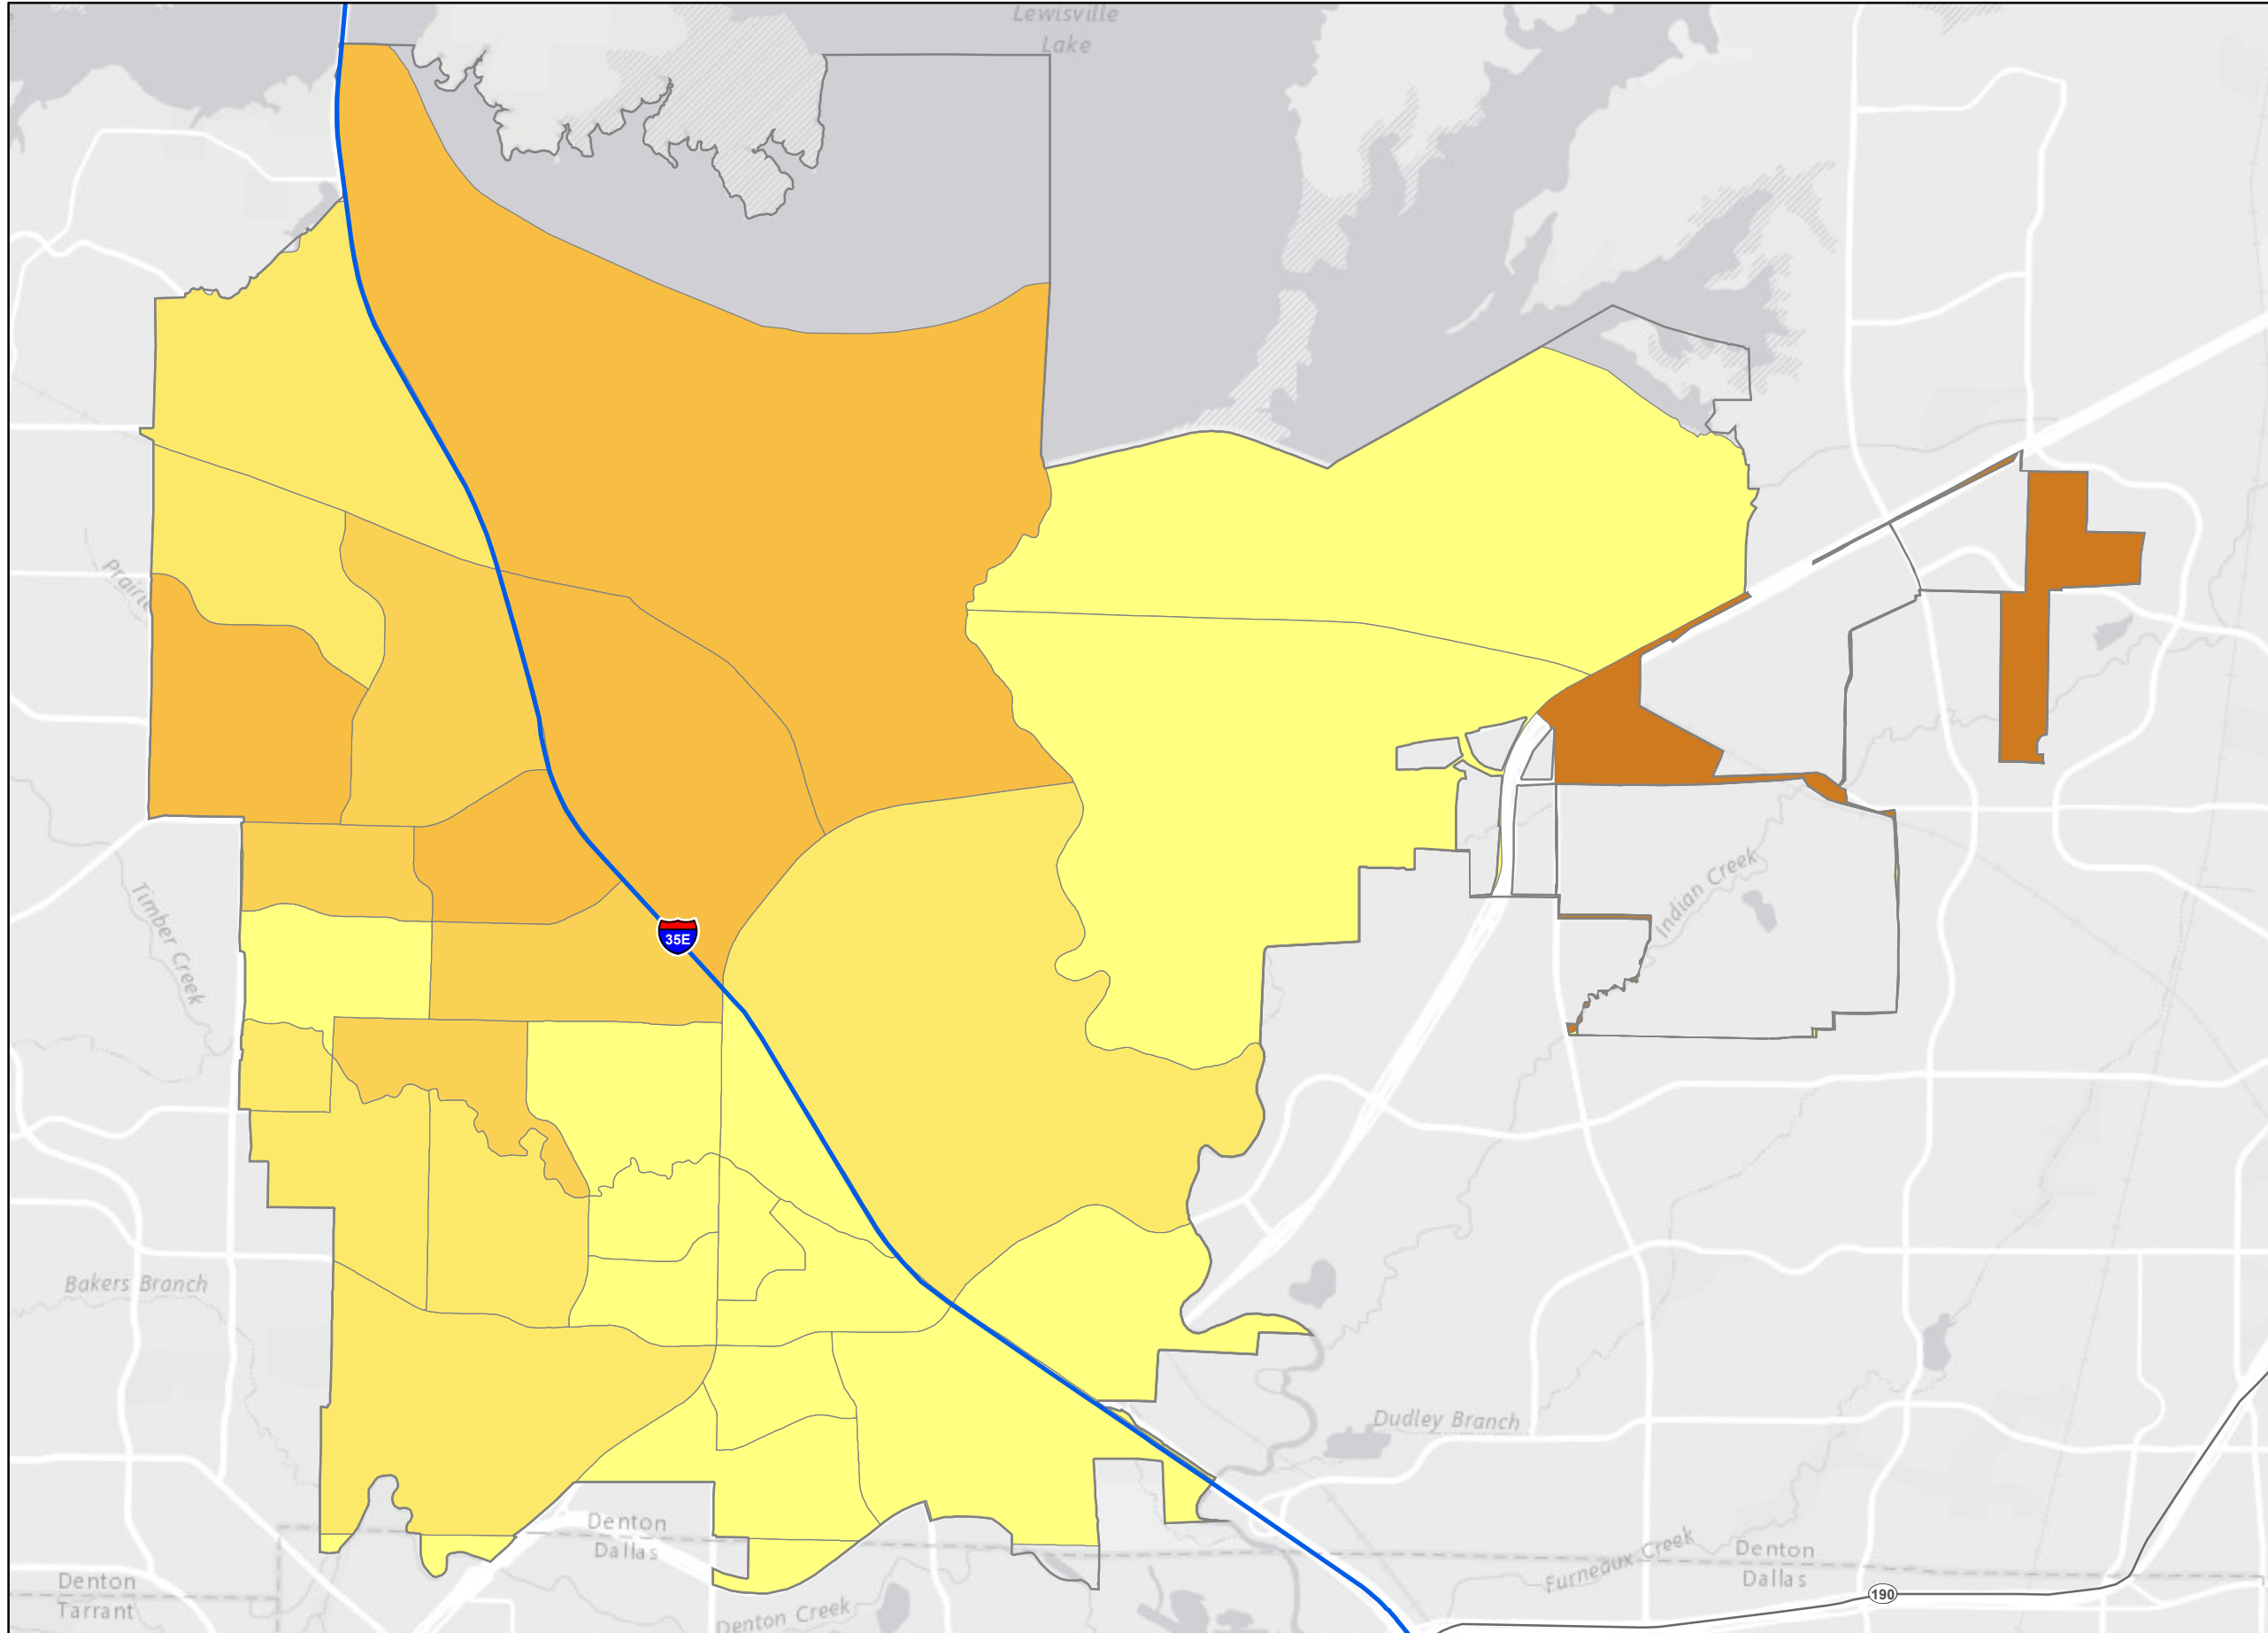 Lewisville
Lake
Prairie
Timber Creek
35E
Indian Creek
Bakers Branch
Dudley Branch
Denton
Dallas
Furneaux Creek
Denton
Dallas
Denton
Tarrant
Denton Creek
190